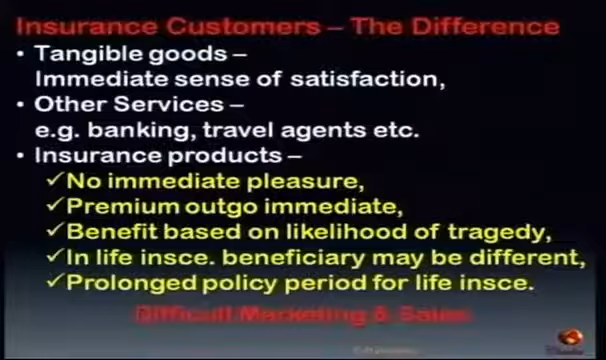 Insurance Customers – The Difference
• Tangible goods –
Immediate sense of satisfaction,
• Other Services –
e.g. banking, travel agents etc.
• Insurance products –
✓No immediate pleasure,
✓Premium outgo immediate,
✓Benefit based on likelihood of tragedy,
✓In life insce. beneficiary may be different,
✓Prolonged policy period for life insce.
Difficult Marketing & Sales